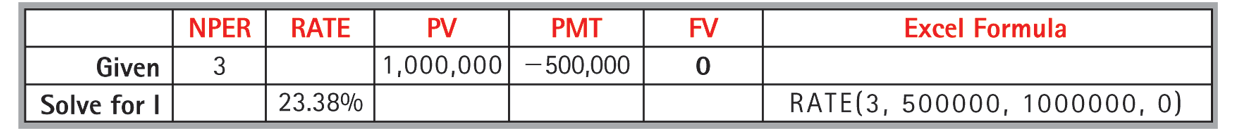 NPER RATE PV PMT FV Excel Formula
Given 3 1,000,000 −500,000 0
Solve for I 23.38% RATE(3, 500000, 1000000, 0)